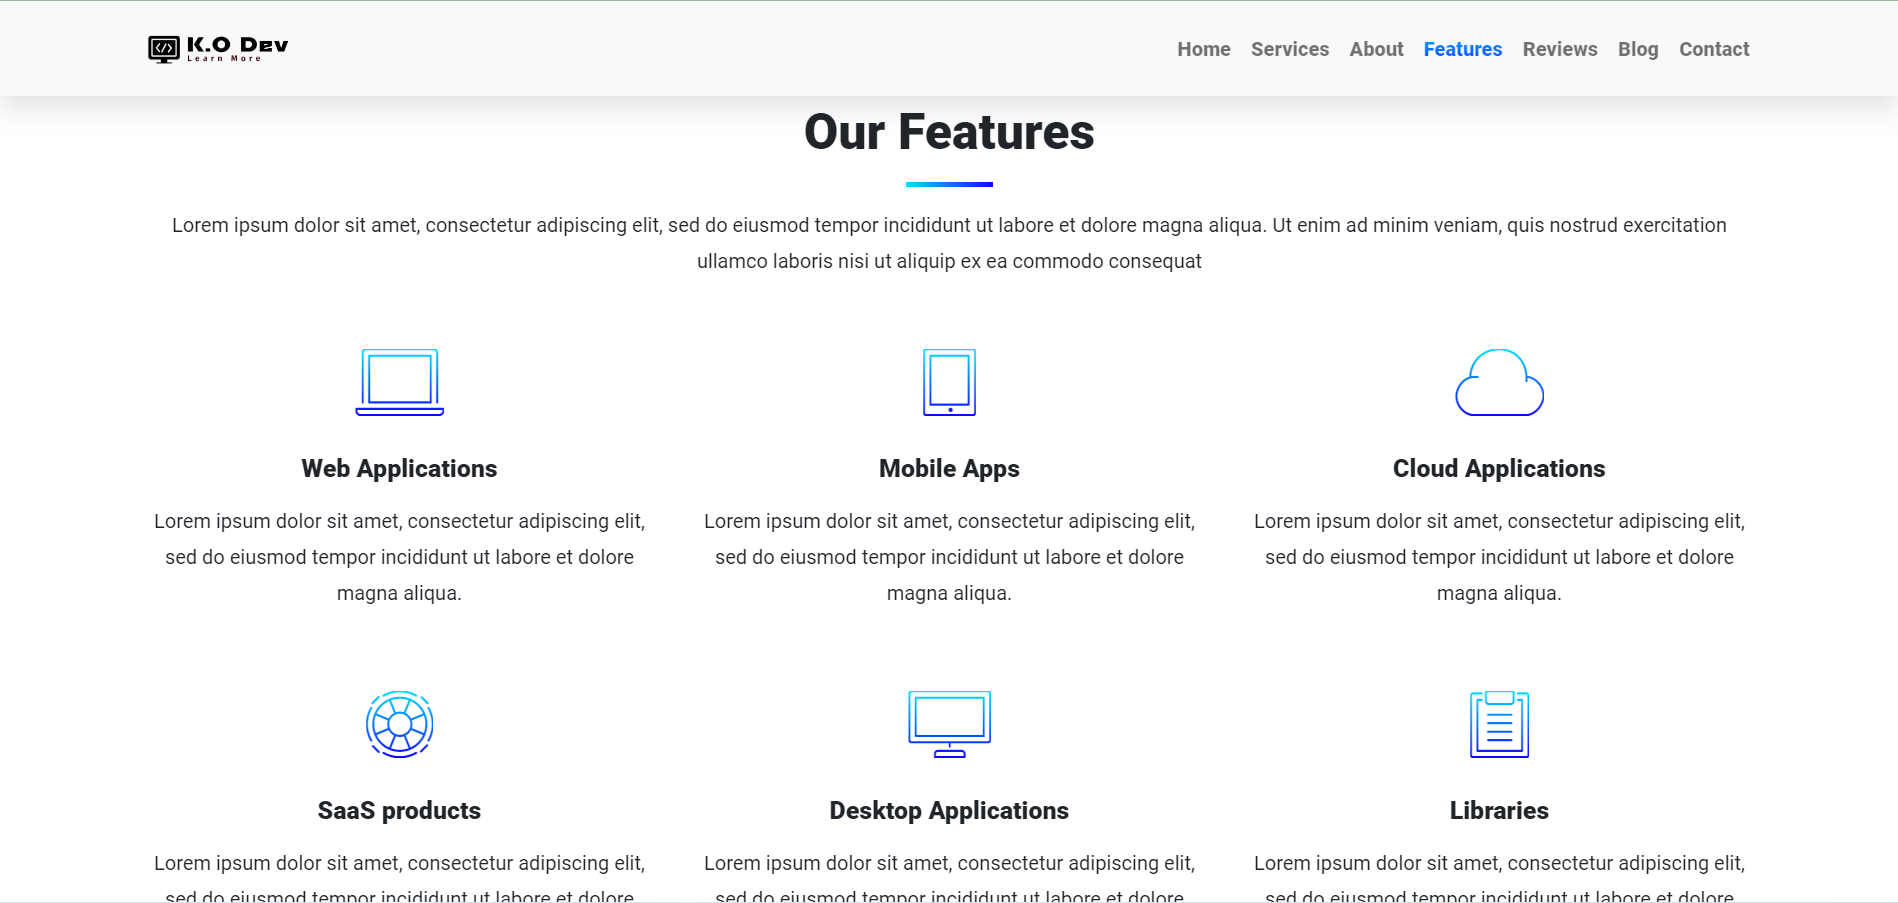 K.O Dev
Learn More
Home Services About Features Reviews Blog Contact
Our Features
Lorem ipsum dolor sit amet, consectetur adipiscing elit, sed do eiusmod tempor incididunt ut labore et dolore magna aliqua. Ut enim ad minim veniam, quis nostrud exercitation
ullamco laboris nisi ut aliquip ex ea commodo consequat
Web Applications
Lorem ipsum dolor sit amet, consectetur adipiscing elit,
sed do eiusmod tempor incididunt ut labore et dolore
magna aliqua.
Mobile Apps
Lorem ipsum dolor sit amet, consectetur adipiscing elit,
sed do eiusmod tempor incididunt ut labore et dolore
magna aliqua.
Cloud Applications
Lorem ipsum dolor sit amet, consectetur adipiscing elit,
sed do eiusmod tempor incididunt ut labore et dolore
magna aliqua.
SaaS products
Lorem ipsum dolor sit amet, consectetur adipiscing elit,
sed do eiusmod tempor incididunt ut labore et dolore
Desktop Applications
Lorem ipsum dolor sit amet, consectetur adipiscing elit,
sed do eiusmod tempor incididunt ut labore et dolore
Libraries
Lorem ipsum dolor sit amet, consectetur adipiscing elit,
sed do eiusmod tempor incididunt ut labore et dolore